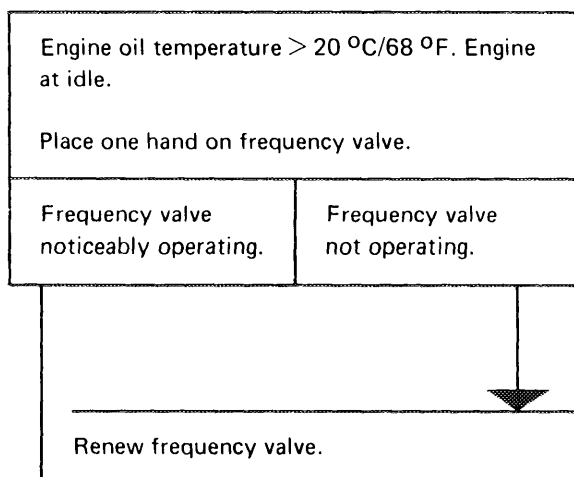 Engine oil temperature > 20 °C/68 °F. Engine
at idle.
Place one hand on frequency valve.
Frequency valve
noticeably operating.
Frequency valve
not operating.
Renew frequency valve.